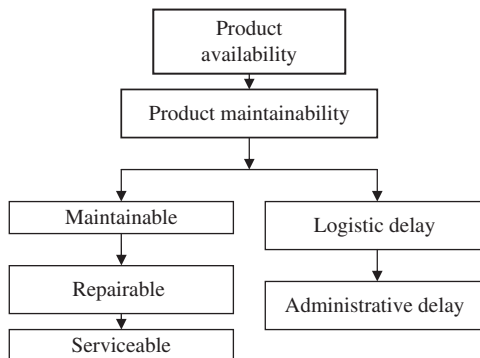 Product
availability
Product maintainability
Maintainable
Logistic delay
Repairable
Administrative delay
Serviceable